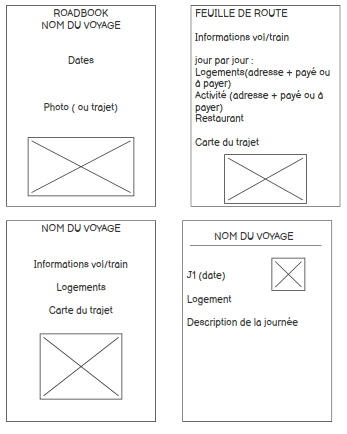 ROADBOOK
NOM DU VOYAGE
Dates
Photo ( ou trajet)
FEUILLE DE ROUTE
Informations vol/train
jour par jour :
Logements(adresse + payé ou
à payer)
Activité (adresse + payé ou à
payer)
Restaurant
Carte du trajet
NOM DU VOYAGE
Informations vol/train
Logements
Carte du trajet
NOM DU VOYAGE
J1 (date)
Logement
Description de la journée